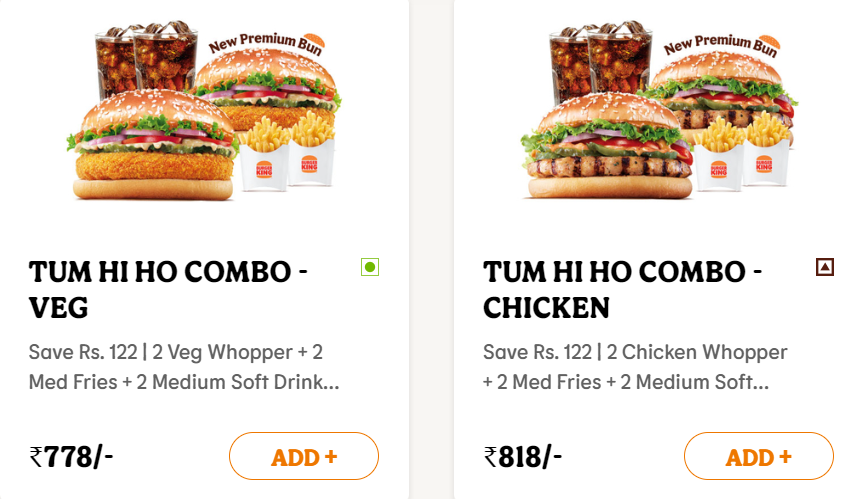 New Premium Bun
BURGER KING
BURGER KING
TUM HI HO COMBO -
VEG
Save Rs. 122 | 2 Veg Whopper + 2
Med Fries + 2 Medium Soft Drink...
₹778/-
ADD +
New Premium Bun
BURGER KING
BURGER KING
TUM HI HO COMBO -
CHICKEN
Save Rs. 122 | 2 Chicken Whopper
+ 2 Med Fries + 2 Medium Soft...
₹818/-
ADD +